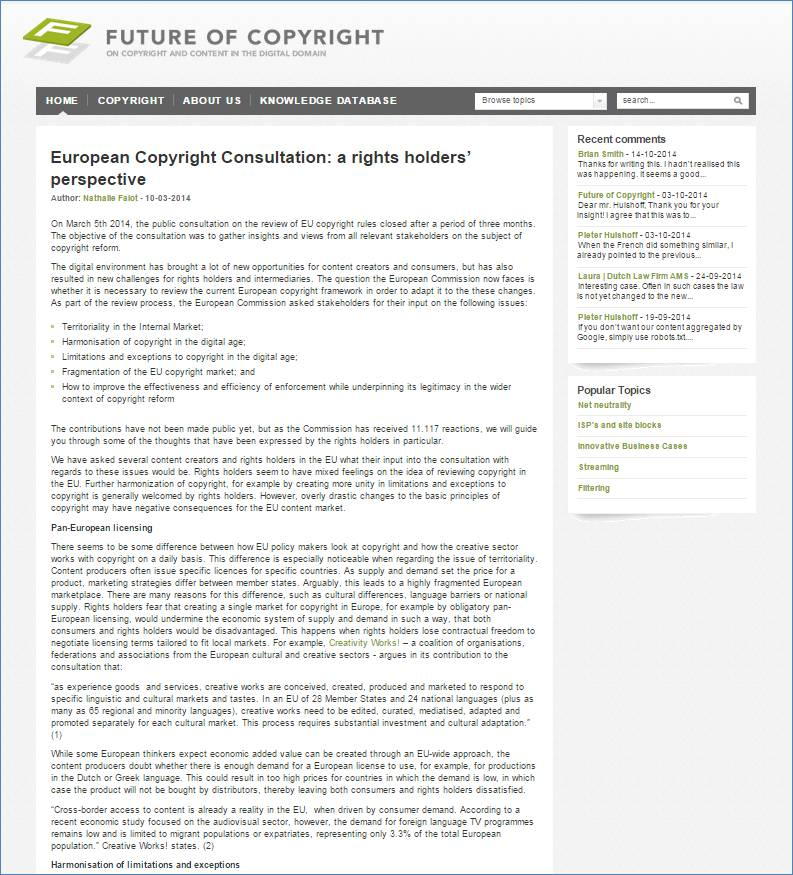 FUTURE OF COPYRIGHT
ON COPYRIGHT AND CONTENT IN THE DIGITAL DOMAIN
HOME COPYRIGHT ABOUT US KNOWLEDGE DATABASE Browse topics search...
European Copyright Consultation: a rights holders'
perspective
Author: Nathalie Falot - 10-03-2014
On March 5th 2014, the public consultation on the review of EU copyright rules closed after a period of three months.
The objective of the consultation was to gather insights and views from all relevant stakeholders on the subject of
copyright reform.
The digital environment has brought a lot of new opportunities for content creators and consumers, but has also
resulted in new challenges for rights holders and intermediaries. The question the European Commission now faces is
whether it is necessary to review the current European copyright framework in order to adapt it to the these changes.
As part of the review process, the European Commission asked stakeholders for their input on the following issues:
Territoriality in the Internal Market;
Harmonisation of copyright in the digital age;
Limitations and exceptions to copyright in the digital age;
Fragmentation of the EU copyright market; and
How to improve the effectiveness and efficiency of enforcement while underpinning its legitimacy in the wider
context of copyright reform
The contributions have not been made public yet, but as the Commission has received 11.117 reactions, we will guide
you through some of the thoughts that have been expressed by the rights holders in particular.
We have asked several content creators and rights holders in the EU what their input into the consultation with
regards to these issues would be. Rights holders seem to have mixed feelings on the idea of reviewing copyright in
the EU. Further harmonization of copyright, for example by creating more unity in limitations and exceptions to
copyright is generally welcomed by rights holders. However, overly drastic changes to the basic principles of
copyright may have negative consequences for the EU content market.
Pan-European licensing
There seems to be some difference between how EU policy makers look at copyright and how the creative sector
works with copyright on a daily basis. This difference is especially noticeable when regarding the issue of territoriality.
Content producers often issue specific licences for specific countries. As supply and demand set the price for a
product, marketing strategies differ between member states. Arguably, this leads to a highly fragmented European
marketplace. There are many reasons for this difference, such as cultural differences, language barriers or national
supply. Rights holders fear that creating a single market for copyright in Europe, for example by obligatory pan-
European licensing, would undermine the economic system of supply and demand in such a way, that both
consumers and rights holders would be disadvantaged. This happens when rights holders lose contractual freedom to
negotiate licensing terms tailored to fit local markets. For example, Creativity Works! – a coalition of organisations,
federations and associations from the European cultural and creative sectors - argues in its contribution to the
consultation that:
"as experience goods and services, creative works are conceived, created, produced and marketed to respond to
specific linguistic and cultural markets and tastes. In an EU of 28 Member States and 24 national languages (plus as
many as 65 regional and minority languages), creative works need to be edited, curated, mediatised, adapted and
promoted separately for each cultural market. This process requires substantial investment and cultural adaptation."
(1)
While some European thinkers expect economic added value can be created through an EU-wide approach, the
content producers doubt whether there is enough demand for a European license to use, for example, for productions
in the Dutch or Greek language. This could result in too high prices for countries in which the demand is low, in which
case the product will not be bought by distributors, thereby leaving both consumers and rights holders dissatisfied.
"Cross-border access to content is already a reality in the EU, when driven by consumer demand. According to a
recent economic study focused on the audiovisual sector, however, the demand for foreign language TV programmes
remains low and is limited to migrant populations or expatriates, representing only 3.3% of the total European
population." Creative Works! states. (2)
Harmonisation of limitations and exceptions
Recent comments
Brian Smith - 14-10-2014
Thanks for writing this. I hadn't realised this
was happening. It seems a good...
Future of Copyright - 03-10-2014
Dear mr. Hulshoff, Thank you for your
insight! I agree that this was to...
Pieter Hulshoff - 03-10-2014
When the French did something similar, I
already pointed to the previous...
Laura | Dutch Law Firm AMS - 24-09-2014
Interesting case. Often in such cases the law
is not yet changed to the new...
Pieter Hulshoff - 19-09-2014
If you don't want our content aggregated by
Google, simply use robots.txt....
Popular Topics
Net neutrality
ISP's and site blocks
Innovative Business Cases
Streaming
Filtering